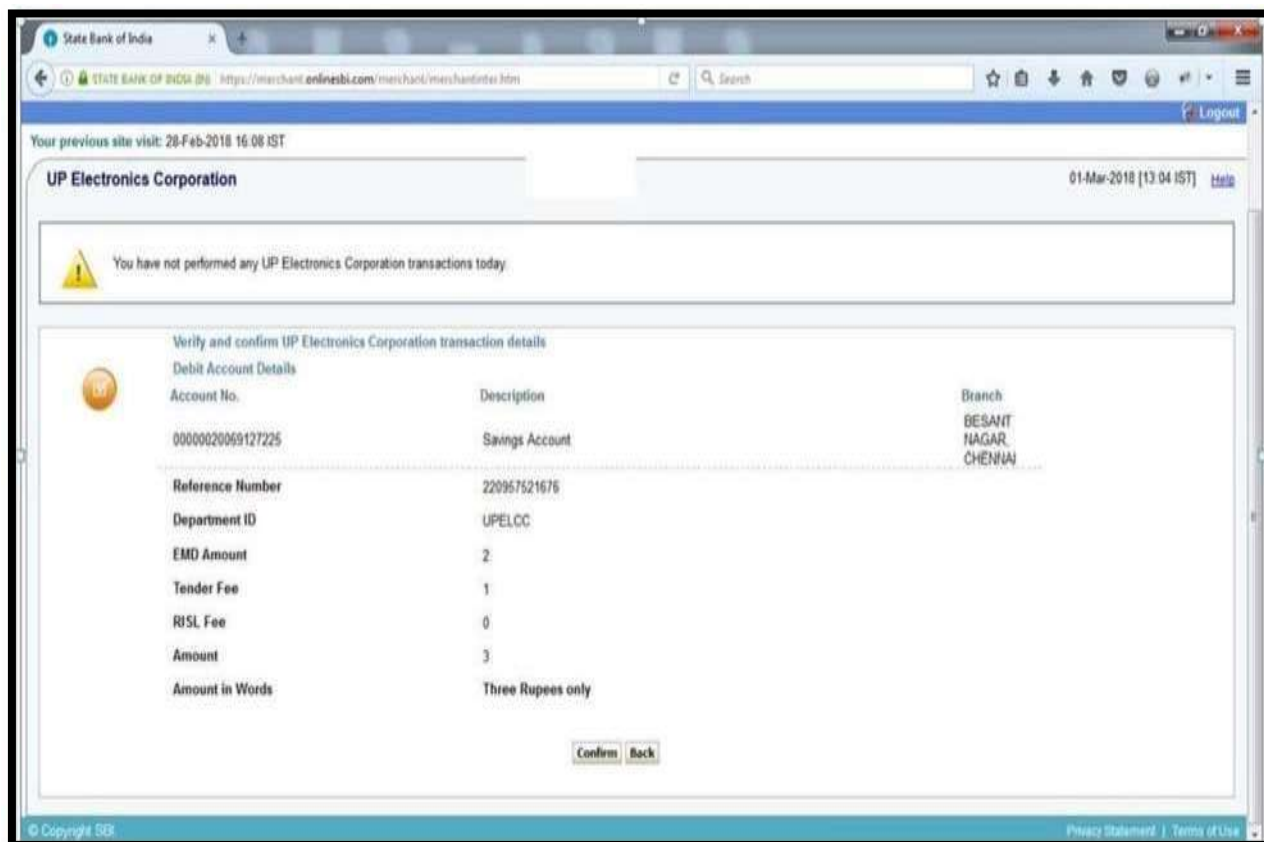 State Bank of India
STATE BANK OF INDIA (IN) https://merchant.onlinesbi.com/merchant/merchantinter.htm
Search
Logout
Your previous site visit: 28-Feb-2018 16:08 IST
UP Electronics Corporation
01-Mar-2018 [13:04 IST] Help
You have not performed any UP Electronics Corporation transactions today.
Verify and confirm UP Electronics Corporation transaction details
Debit Account Details
Account No. Description Branch
00000020069127225 Savings Account BESANT
NAGAR,
CHENNAI
Reference Number 220957521676
Department ID UPELCC
EMD Amount 2
Tender Fee 1
RISL Fee 0
Amount 3
Amount in Words Three Rupees only
Confirm Back
© Copyright SBI Privacy Statement | Terms of Use